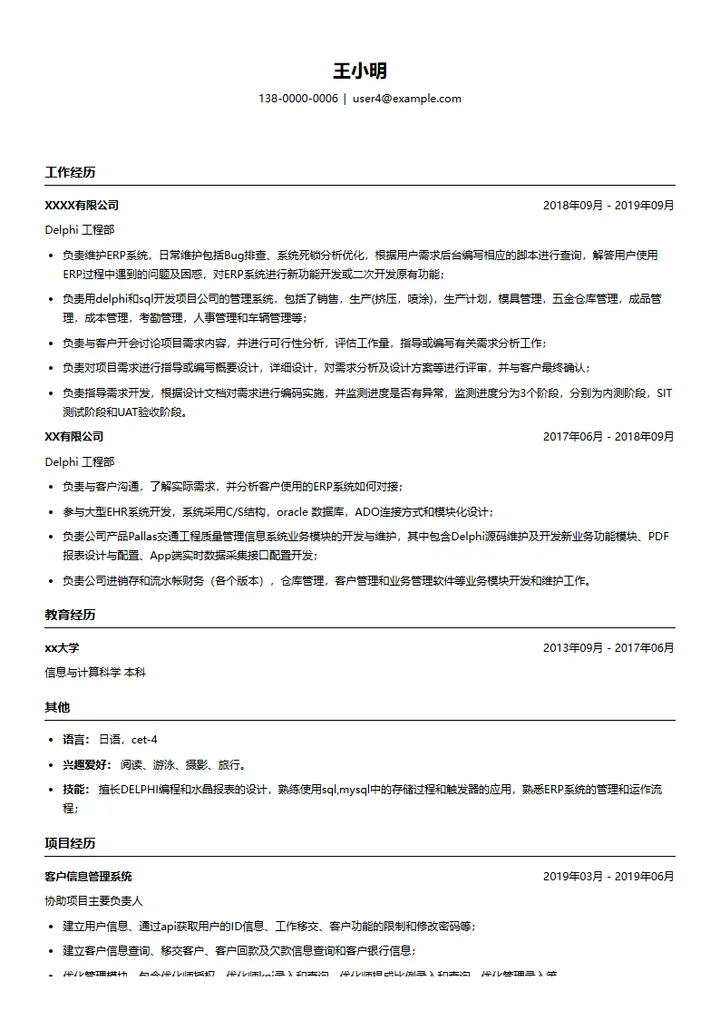 王小明
138-0000-0006 | user4@example.com
工作经历
XXXX有限公司 2018年09月 - 2019年09月
Delphi 工程部
• 负责维护ERP系统，日常维护包括Bug排查、系统死锁分析优化，根据用户需求后台编写相应的脚本进行查询，解答用户使用
ERP过程中遇到的问题及困惑，对ERP系统进行新功能开发或二次开发原有功能；
• 负责用delphi和sql开发项目公司的管理系统，包括了销售，生产(挤压，喷涂)，生产计划，模具管理，五金仓库管理，成品管
理，成本管理，考勤管理，人事管理和车辆管理等；
• 负责与客户开会讨论项目需求内容，并进行可行性分析，评估工作量，指导或编写有关需求分析工作；
• 负责对项目需求进行指导或编写概要设计，详细设计，对需求分析及设计方案等进行评审，并与客户最终确认；
• 负责指导需求开发，根据设计文档对需求进行编码实施，并监测进度是否有异常，监测进度分为3个阶段，分别为内测阶段，SIT
测试阶段和UAT验收阶段。
XX有限公司 2017年06月 - 2018年09月
Delphi 工程部
• 负责与客户沟通，了解实际需求，并分析客户使用的ERP系统如何对接；
• 参与大型EHR系统开发，系统采用C/S结构，oracle 数据库，ADO连接方式和模块化设计；
• 负责公司产品Pallas交通工程质量管理信息系统业务模块的开发与维护，其中包含Delphi源码维护及开发新业务功能模块、PDF
报表设计与配置、App端实时数据采集接口配置开发；
• 负责公司进销存和流水帐财务（各个版本），仓库管理，客户管理和业务管理软件等业务模块开发和维护工作。
教育经历
xx大学 2013年09月 - 2017年06月
信息与计算科学 本科
其他
• 语言： 日语，cet-4
• 兴趣爱好： 阅读、游泳、摄影、旅行。
• 技能： 擅长DELPHI编程和水晶报表的设计，熟练使用sql,mysql中的存储过程和触发器的应用，熟悉ERP系统的管理和运作流
程；
项目经历
客户信息管理系统 2019年03月 - 2019年06月
协助项目主要负责人
• 建立用户信息、通过api获取用户的ID信息、工作移交、客户功能的限制和修改密码等；
• 建立客户信息查询、移交客户、客户回款及欠款信息查询和客户银行信息；